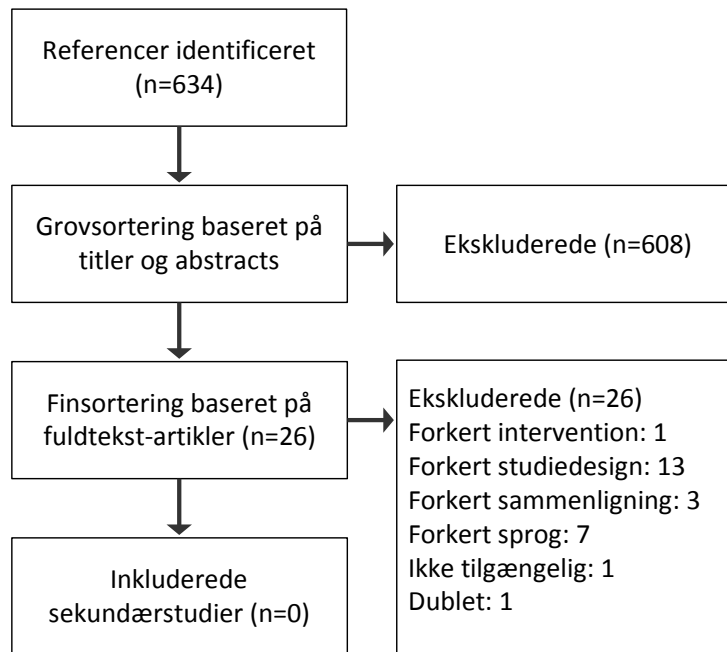 Referencer identificeret
(n=634)
Grovsortering baseret på
titler og abstracts
Ekskluderede (n=608)
Finsortering baseret på
fuldtekst-artikler (n=26)
Ekskluderede (n=26)
Forkert intervention: 1
Forkert studiedesign: 13
Forkert sammenligning: 3
Forkert sprog: 7
Ikke tilgængelig: 1
Dublet: 1
Inkluderede
sekundærstudier (n=0)